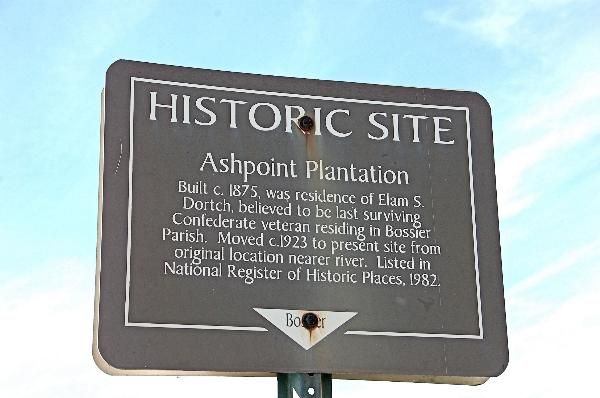 HISTORIC SITE
Ashpoint Plantation
Built c. 1875, was residence of Elam S.
Dortch, believed to be last surviving
Confederate veteran residing in Bossier
Parish. Moved c.1923 to present site from
original location nearer river. Listed in
National Register of Historic Places, 1982.
Bossier